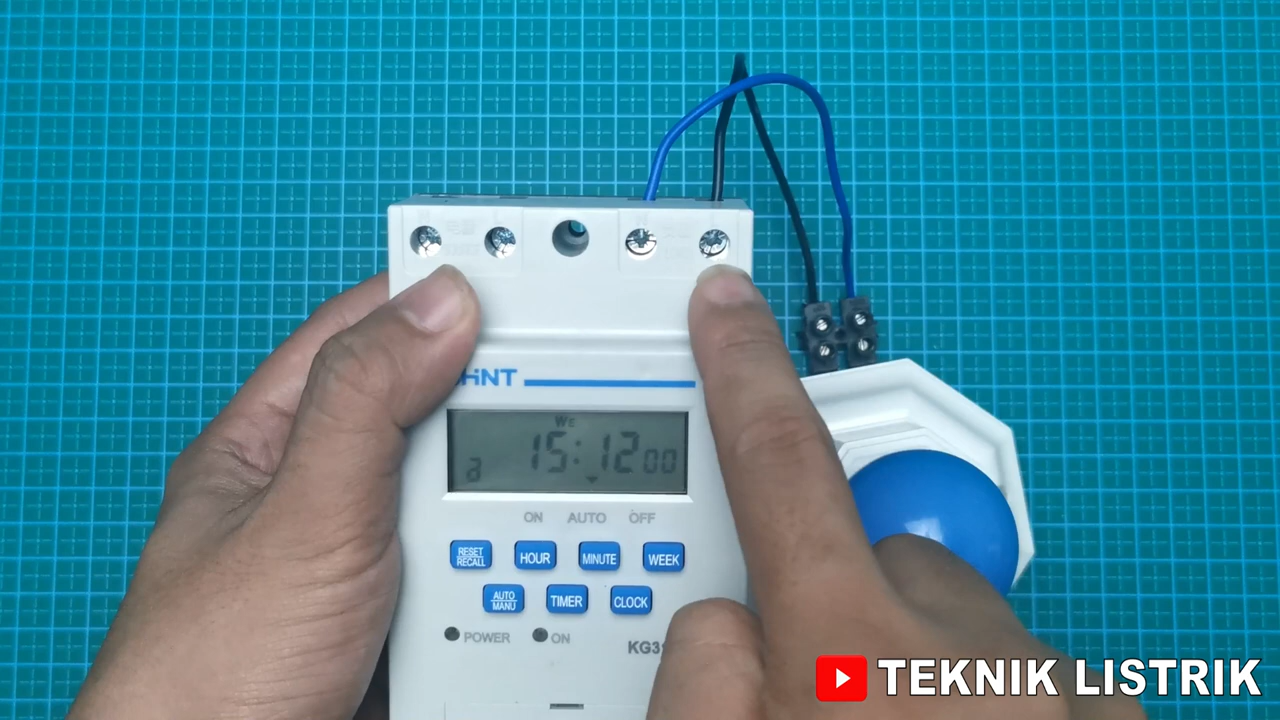 HNT
WE
15:12 00
a
ON AUTO OFF
RESET
RECALL
HOUR
MINUTE
WEEK
AUTO
MANU
TIMER
CLOCK
POWER
ON
KG3
TEKNIK LISTRIK